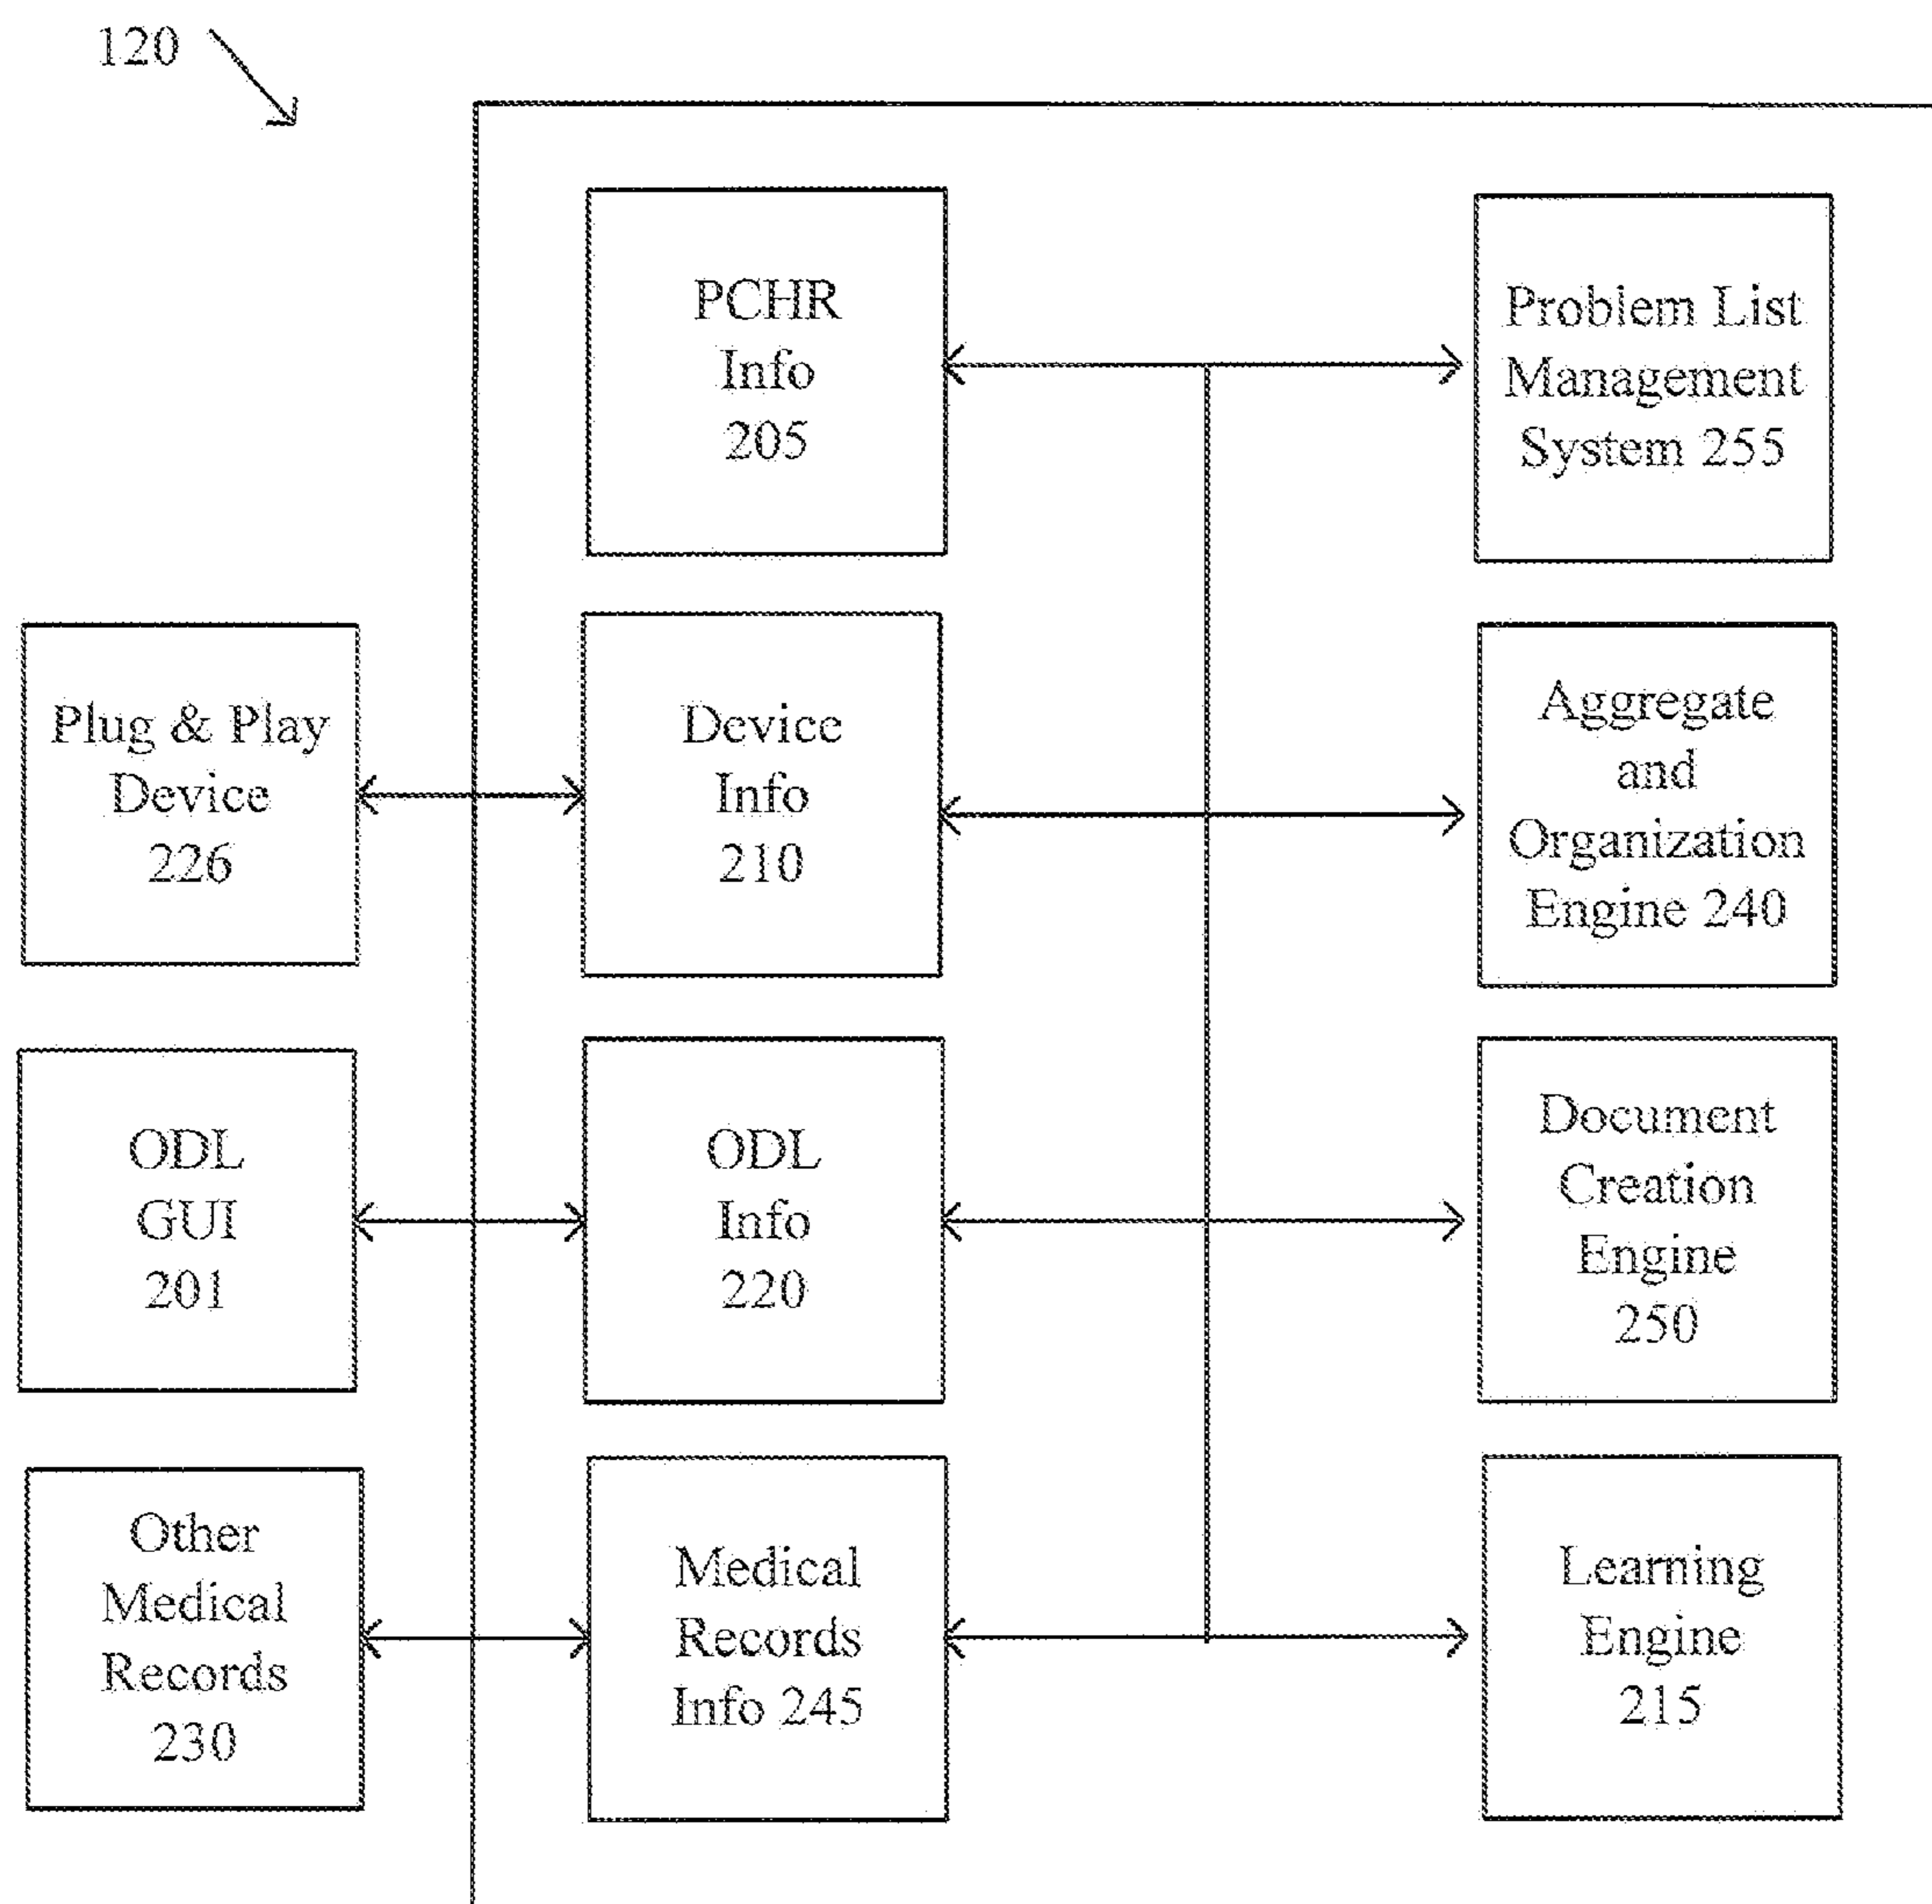 120
PCHR
Info
205
Problem List
Management
System 255
Plug & Play
Device
226
Device
Info
210
Aggregate
and
Organization
Engine 240
ODL
GUI
201
ODL
Info
220
Document
Creation
Engine
250
Other
Medical
Records
230
Medical
Records
Info 245
Learning
Engine
215